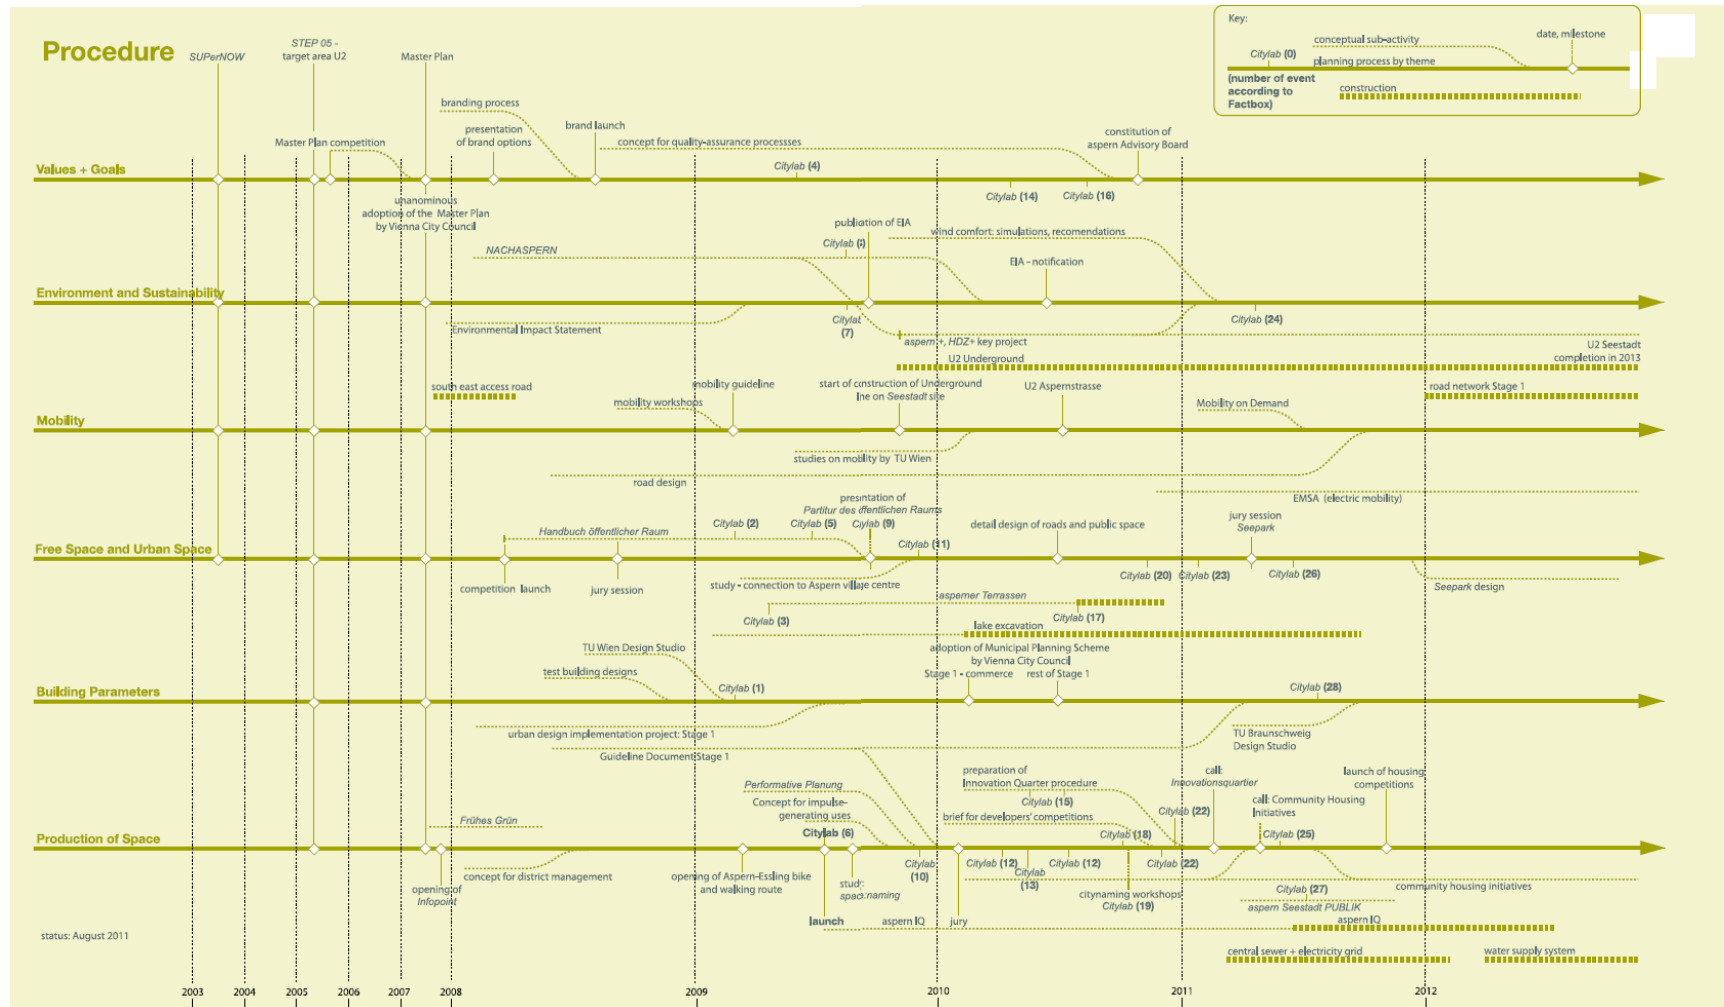 Procedure
SUPerNOW
STEP 05 -
target area U2
Master Plan
Key:
Citylab (0)
(number of event
according to
Factbox)
conceptual sub-activity
planning process by theme
construction
date, milestone
branding process
presentation
of brand options
brand launch
Master Plan competition
concept for quality-assurance processses
constitution of
aspern Advisory Board
Citylab (4)
Values + Goals
Citylab (14)
Citylab (16)
unanominous
adoption of the Master Plan
by Vienna City Council
publication of EIA
wind comfort: simulations, recomendations
NACHASPERN
EIA – notification
Environment and Sustainability
Environmental Impact Statement
(7)
Citylab (24)
aspern +, HDZ+ key project
U2 Seestadt
completion in 2013
U2 Underground
south east access road
mobility guideline
start of construction of Underground
line on Seestadt site
U2 Aspernstrasse
road network Stage 1
mobility workshops
Mobility on Demand
Mobility
studies on mobility by TU Wien
road design
EMSA (electric mobility)
presentation of
Partitur des öffentlichen Raums
Handbuch öffentlicher Raum
Citylab (2)
Citylab (5)
Citylab (9)
Citylab (11)
detail design of roads and public space
jury session
Seepark
Free Space and Urban Space
competition launch
jury session
study - connection to Aspern village centre
Citylab (20)
Citylab (23)
Citylab (26)
Seepark design
asperner Terrassen
Citylab (3)
Citylab (17)
lake excavation
TU Wien Design Studio
test building designs
Citylab (1)
adoption of Municipal Planning Scheme
by Vienna City Council
Stage 1 - commerce
rest of Stage 1
Citylab (28)
Building Parameters
urban design implementation project: Stage 1
Guideline Document Stage 1
TU Braunschweig
Design Studio
Performative Planung
Concept for impulse-
generating uses
Citylab (6)
preparation of
Innovation Quarter procedure
Citylab (15)
brief for developers' competitions
Citylab (18)
Citylab (22)
call:
Innovationsquartier
call: Community Housing
Initiatives
Citylab (25)
launch of housing
competitions
Frühes Grün
Production of Space
opening of
Infopoint
concept for district management
opening of Aspern-Essling bike
and walking route
study:
space naming
Citylab
(10)
Citylab (12)
Citylab
(13)
Citylab (12)
Citylab (22)
citynaming workshops
Citylab (19)
community housing initiatives
Citylab (27)
aspern Seestadt PUBLIK
launch
aspern IQ
jury
aspern IQ
status: August 2011
central sewer + electricity grid
water supply system
2003
2004
2005
2006
2007
2008
2009
2010
2011
2012